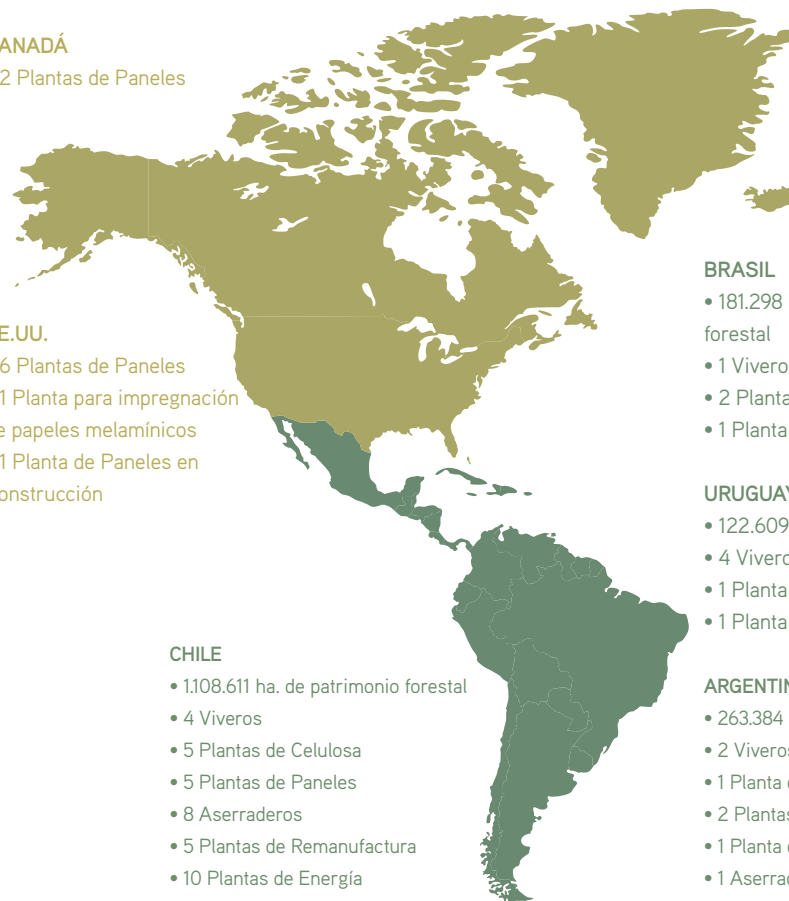 ANADÁ
2 Plantas de Paneles
E.UU.
6 Plantas de Paneles
1 Planta para impregnación
e papeles melamínicos
1 Planta de Paneles en
onstrucción
CHILE
• 1.108.611 ha. de patrimonio forestal
• 4 Viveros
• 5 Plantas de Celulosa
• 5 Plantas de Paneles
• 8 Aserraderos
• 5 Plantas de Remanufactura
• 10 Plantas de Energía
BRASIL
• 181.298
forestal
• 1 Vivero
• 2 Planta
• 1 Planta
URUGUAY
• 122.609
• 4 Vivero
• 1 Planta
• 1 Planta
ARGENTIN
• 263.384
• 2 Viveros
• 1 Planta
• 2 Plantas
• 1 Planta
• 1 Aserrad